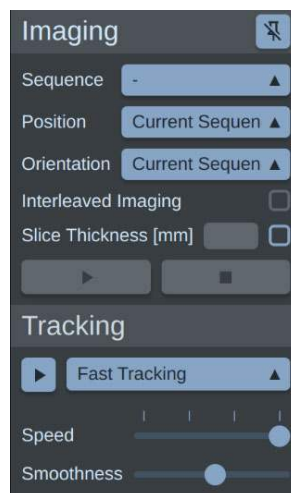 Imaging
Sequence -
Position Current Sequen
Orientation Current Sequen
Interleaved Imaging
Slice Thickness [mm]
Tracking
Fast Tracking
Speed
Smoothness